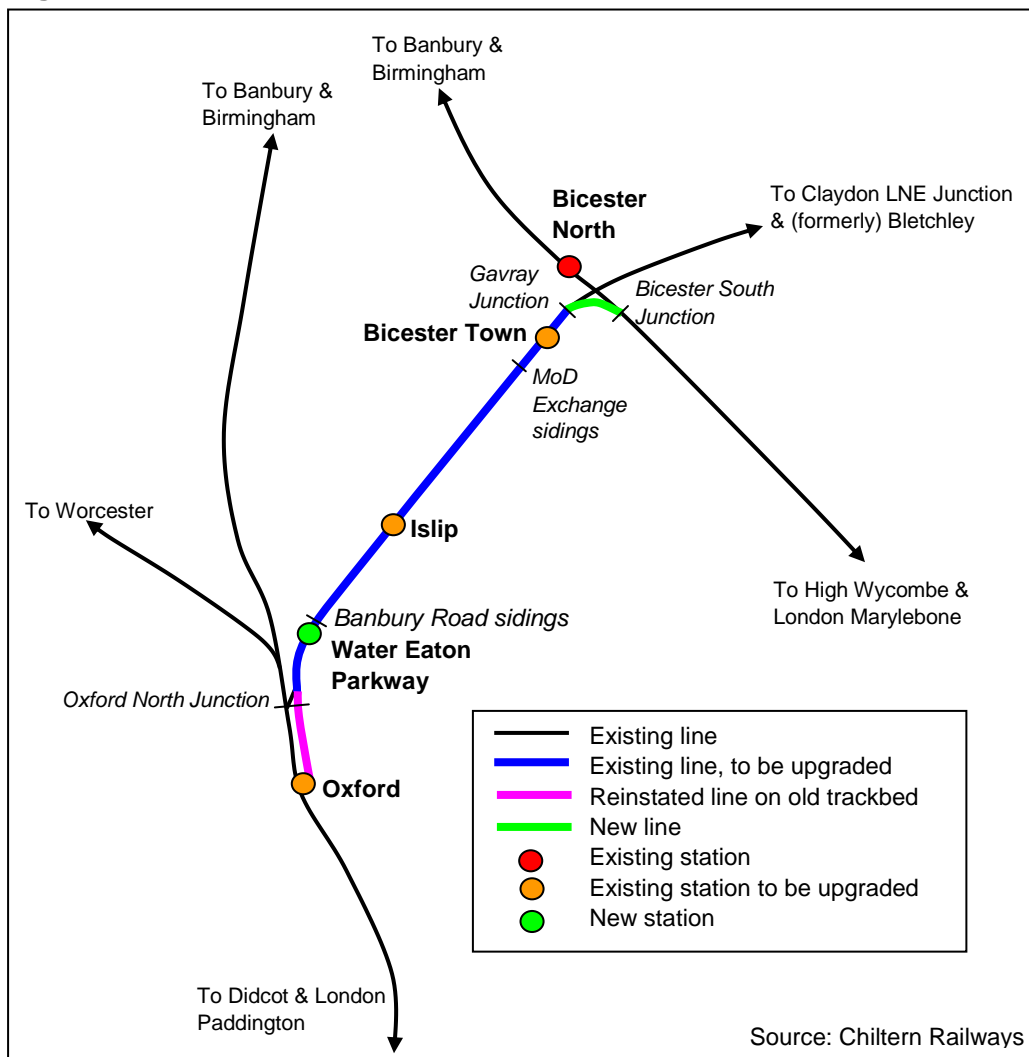 To Banbury &
Birmingham
To Banbury &
Birmingham
To Claydon LNE Junction
& (formerly) Bletchley
Bicester
North
Gavray
Junction
Bicester South
Junction
Bicester Town
MoD
Exchange
sidings
To Worcester
Islip
To High Wycombe &
London Marylebone
Banbury Road sidings
Water Eaton
Parkway
Oxford North Junction
Oxford
Existing line
Existing line, to be upgraded
Reinstated line on old trackbed
New line
Existing station
Existing station to be upgraded
New station
To Didcot & London
Paddington
Source: Chiltern Railways